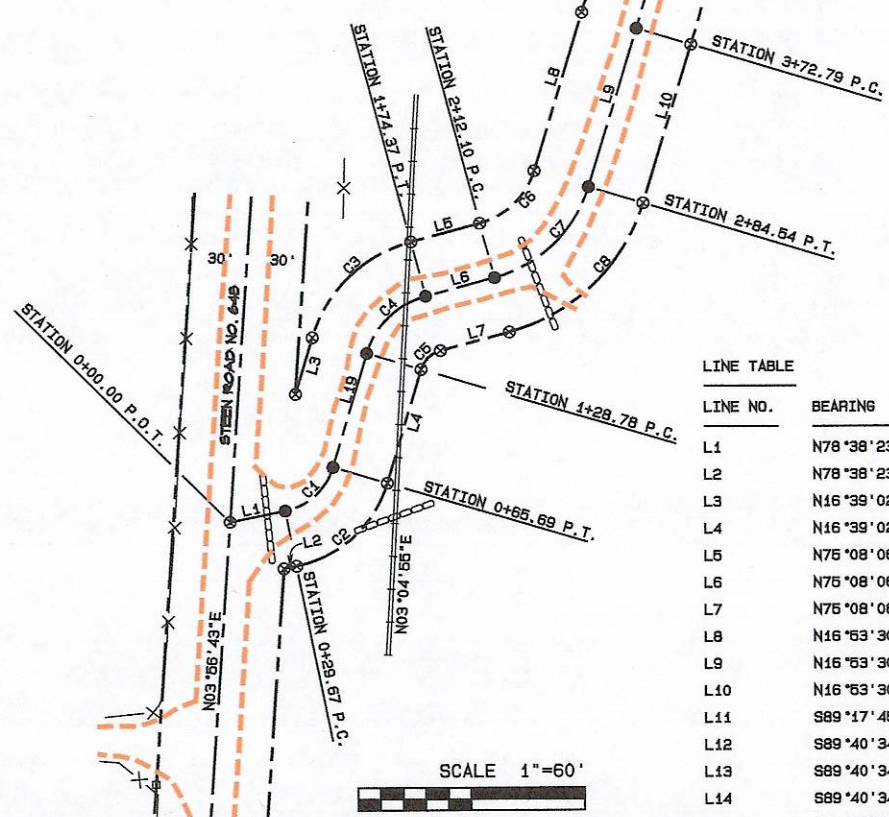 STATION 3+72.79 P.C.
STATION 2+12.10 P.C.
STATION 1+74.37 P.T.
L8
L9
L10
C6
L5
C7
STATION 2+84.54 P.T.
C3
C8
30'
30'
L6
C4
STEEN ROAD NO. 648
L3
L7
C5
STATION 0+00.00 P.O.T.
L19
STATION 1+28.78 P.C.
L4
C1
L1
STATION 0+65.69 P.T.
L2
C2
N03°04'55"E
STATION 0+29.67 P.C.
N03°56'43"E
SCALE 1"=60'
LINE TABLE
LINE NO. BEARING
L1 N78°38'23
L2 N78°38'23
L3 N16°39'02
L4 N16°39'02
L5 N75°08'06
L6 N75°08'06
L7 N75°08'06
L8 N16°53'30
L9 N16°53'30
L10 N16°53'30
L11 S89°17'45
L12 S89°40'34
L13 S89°40'34
L14 S89°40'34